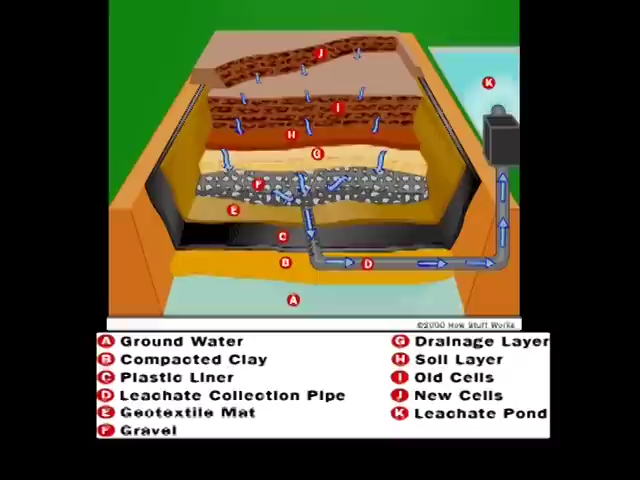 J
K
I
H
G
F
E
C
B
D
A
©2000 How Stuff Works
A Ground Water
B Compacted Clay
C Plastic Liner
D Leachate Collection Pipe
E Geotextile Mat
F Gravel
G Drainage Layer
H Soil Layer
I Old Cells
J New Cells
K Leachate Pond